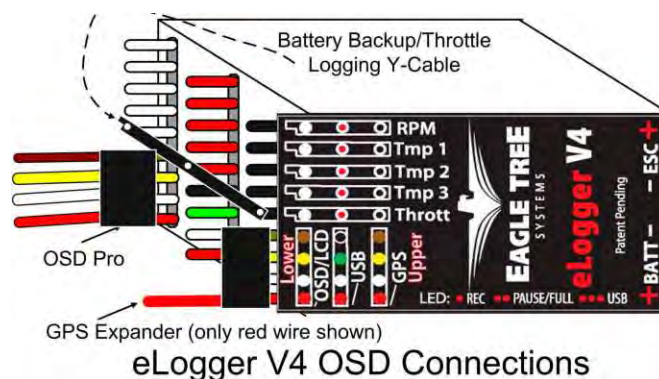 Battery Backup/Throttle
Logging Y-Cable
RPM
Tmp 1
Tmp 2
Tmp 3
Thrott
Lower
OSD/LCD
/USB
/GPS
Upper
EAGLE TREE
SYSTEMS
eLogger V4
Patent Pending
+BATT– –ESC+
LED: • REC •• PAUSE/FULL ••• USB
OSD Pro
GPS Expander (only red wire shown)
eLogger V4 OSD Connections